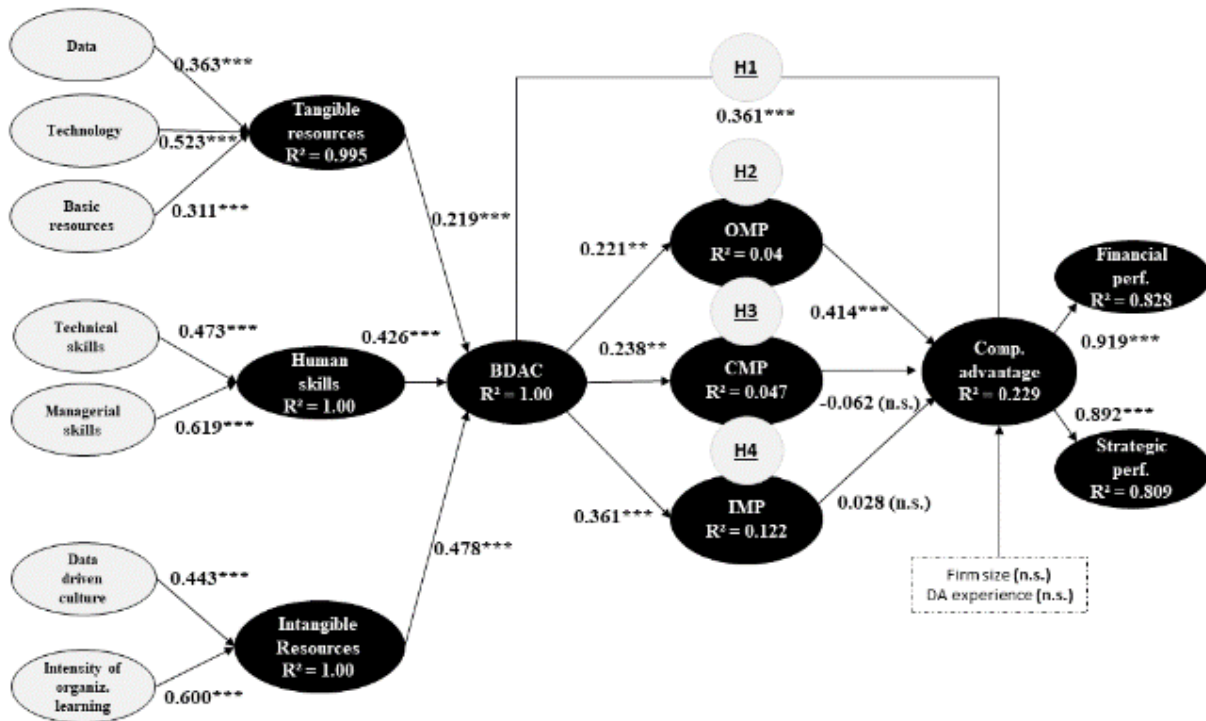 Data
0.363***
Technology
0.523***
Basic
resources
0.311***
Tangible
resources
R² = 0.995
0.219***
Technical
skills
0.473***
Managerial
skills
0.619***
Human
skills
R² = 1.00
0.426***
Data
driven
culture
0.443***
Intensity of
organiz.
learning
0.600***
Intangible
Resources
R² = 1.00
0.478***
BDAC
R² = 1.00
H1
0.361***
H2
OMP
R² = 0.04
0.221**
0.414***
H3
CMP
R² = 0.047
0.238**
-0.062 (n.s.)
H4
IMP
R² = 0.122
0.361***
0.028 (n.s.)
Comp.
advantage
R² = 0.229
Financial
perf.
R² = 0.828
0.919***
0.892***
Strategic
perf.
R² = 0.809
Firm size (n.s.)
DA experience (n.s.)